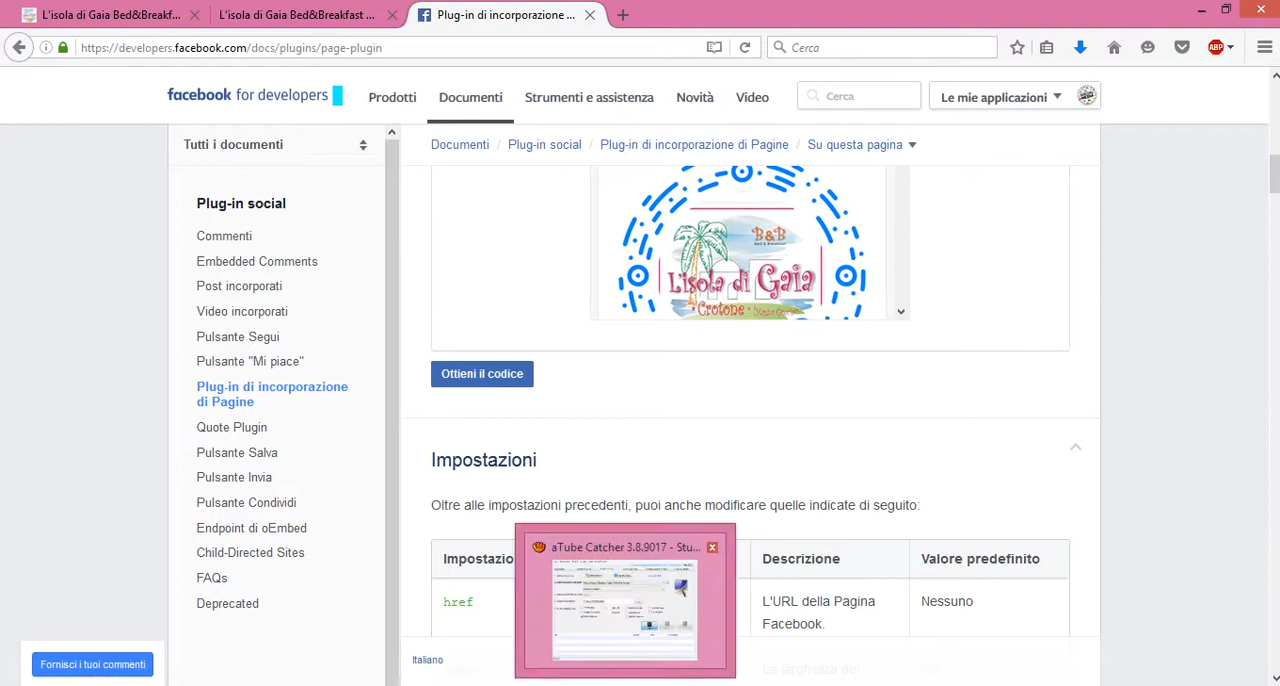 L'isola di Gaia Bed&Breakf...
L'isola di Gaia Bed&Breakfast ...
Plug-in di incorporazione ...
https://developers.facebook.com/docs/plugins/page-plugin
Cerca
ABP
facebook for developers
Prodotti
Documenti
Strumenti e assistenza
Novità
Video
Cerca
Le mie applicazioni
Tutti i documenti
Documenti / Plug-in social / Plug-in di incorporazione di Pagine / Su questa pagina
Plug-in social
Commenti
Embedded Comments
Post incorporati
Video incorporati
Pulsante Segui
Pulsante "Mi piace"
Plug-in di incorporazione
di Pagine
Quote Plugin
Pulsante Salva
Pulsante Invia
Pulsante Condividi
Endpoint di oEmbed
Child-Directed Sites
FAQs
Deprecated
B&B
Bed & Breakfast
L'isola di Gaia
Crotone
Ottieni il codice
Impostazioni
Oltre alle impostazioni precedenti, puoi anche modificare quelle indicate di seguito:
Impostazio
Descrizione
Valore predefinito
href
L'URL della Pagina
Facebook.
Nessuno
La larghezza del
aTube Catcher 3.8.9017 - Stu...
Fornisci i tuoi commenti
Italiano